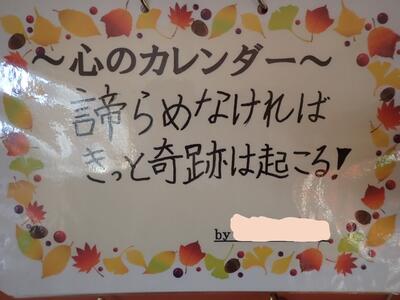 ～心のカレンダー～
諦らめなければ
きっと奇跡は起こる!
by